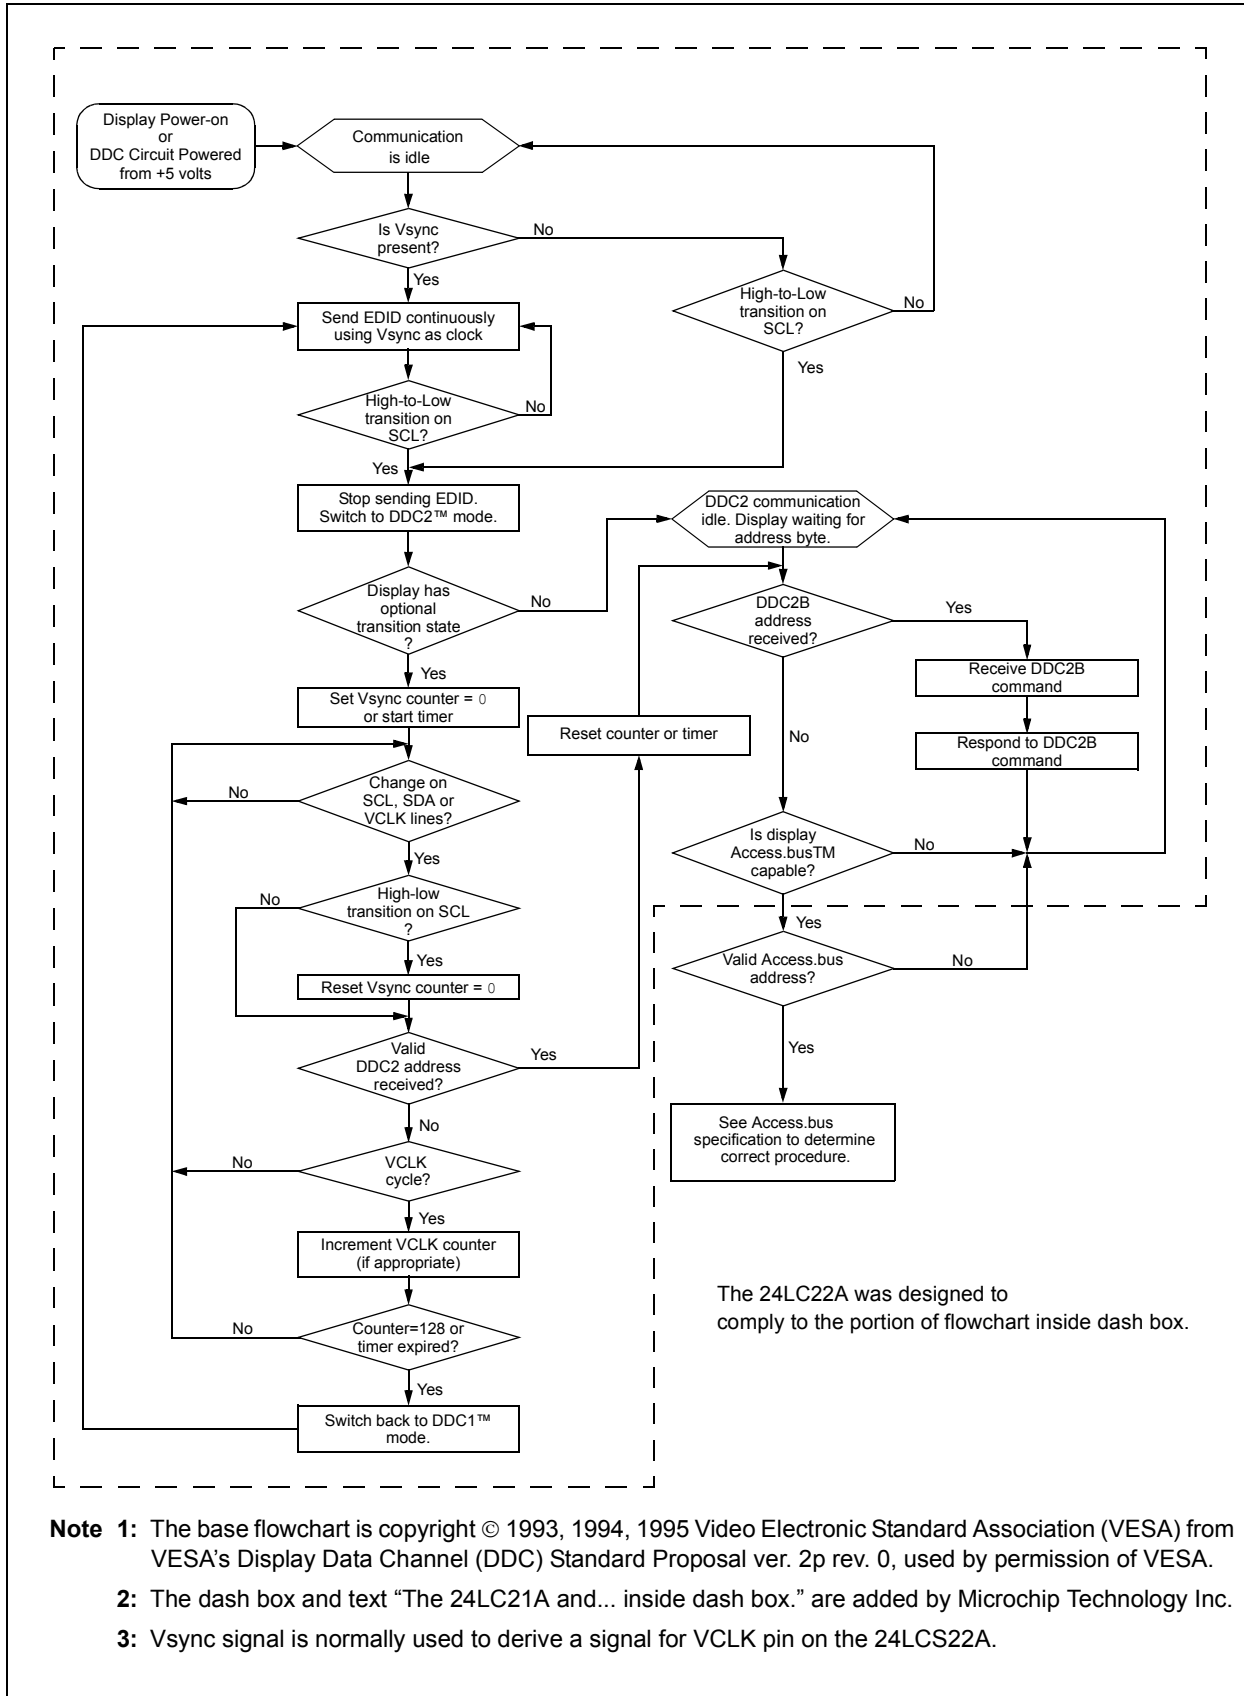 Display Power-on
or
DDC Circuit Powered
from +5 volts
Communication
is idle
Is Vsync
present?
No
Yes
High-to-Low
transition on
SCL?
No
Yes
Send EDID continuously
using Vsync as clock
High-to-Low
transition on
SCL?
No
Yes
Stop sending EDID.
Switch to DDC2™ mode.
DDC2 communication
idle. Display waiting for
address byte.
Display has
optional
transition state
?
No
Yes
DDC2B
address
received?
Yes
No
Receive DDC2B
command
Respond to DDC2B
command
Set Vsync counter = 0
or start timer
Reset counter or timer
Change on
SCL, SDA or
VCLK lines?
No
Yes
Is display
Access.busTM
capable?
No
Yes
High-low
transition on SCL
?
No
Yes
Valid Access.bus
address?
No
Yes
Reset Vsync counter = 0
Valid
DDC2 address
received?
Yes
No
See Access.bus
specification to determine
correct procedure.
VCLK
cycle?
No
Yes
Increment VCLK counter
(if appropriate)
Counter=128 or
timer expired?
No
Yes
Switch back to DDC1™
mode.
The 24LC22A was designed to
comply to the portion of flowchart inside dash box.
Note 1: The base flowchart is copyright © 1993, 1994, 1995 Video Electronic Standard Association (VESA) from
VESA’s Display Data Channel (DDC) Standard Proposal ver. 2p rev. 0, used by permission of VESA.
2: The dash box and text “The 24LC21A and... inside dash box.” are added by Microchip Technology Inc.
3: Vsync signal is normally used to derive a signal for VCLK pin on the 24LCS22A.